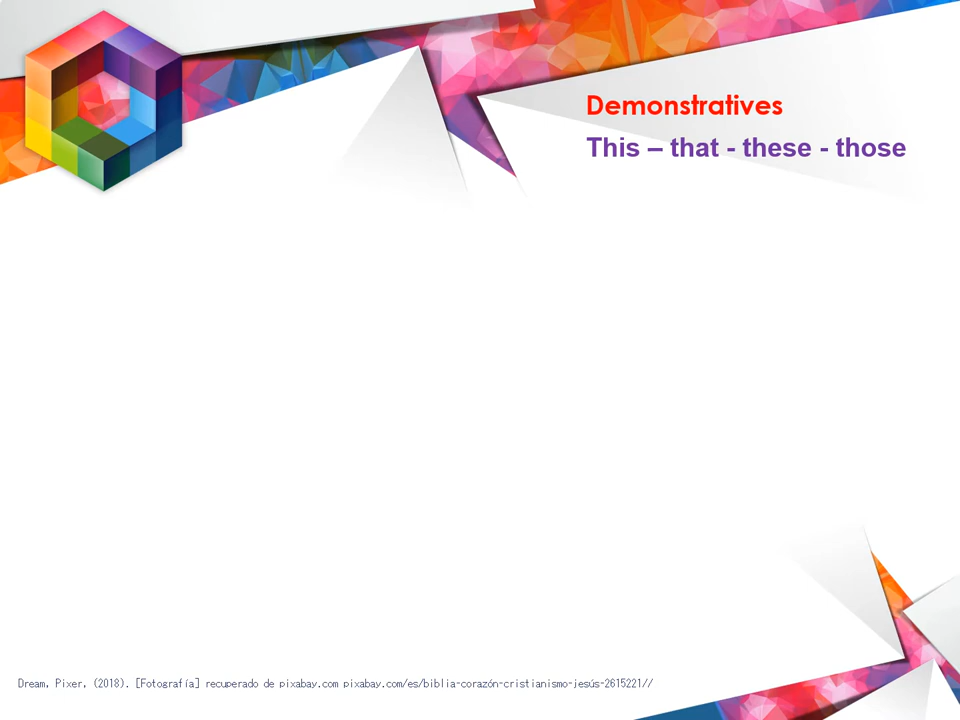 Demonstratives
This – that - these - those
Dream, Pixer, (2018). [Fotografía] recuperado de pixabay.com pixabay.com/es/biblia-corazón-cristianismo-jesús-2615221//